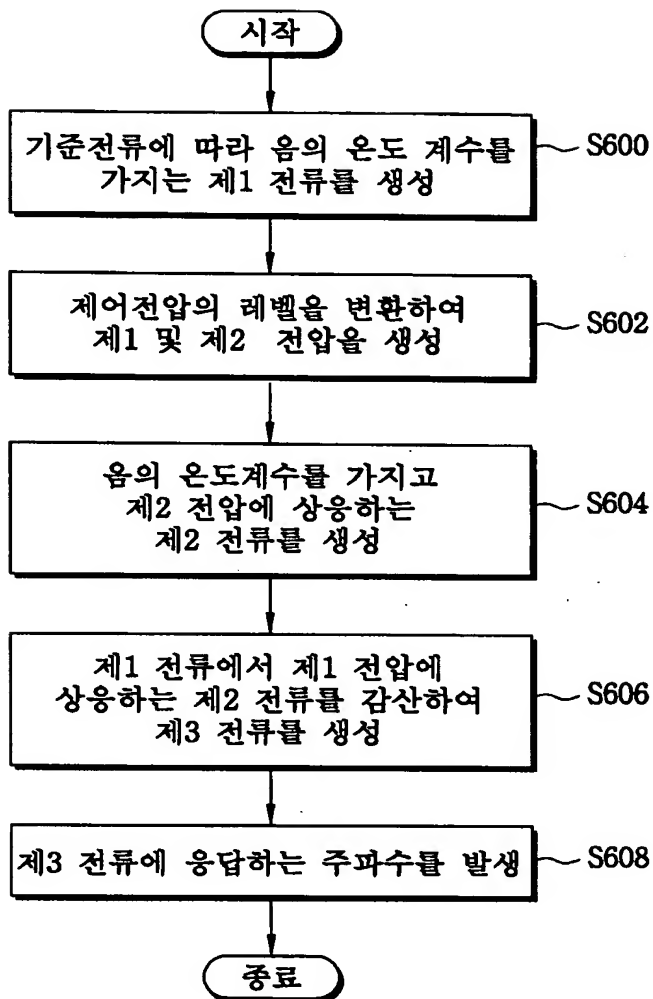 시작
기준전류에 따라 음의 온도 계수를
가지는 제1 전류를 생성
S600
제어전압의 레벨을 변환하여
제1 및 제2 전압을 생성
S602
음의 온도계수를 가지고
제2 전압에 상응하는
제2 전류를 생성
S604
제1 전류에서 제1 전압에
상응하는 제2 전류를 감산하여
제3 전류를 생성
S606
제3 전류에 응답하는 주파수를 발생
S608
종료